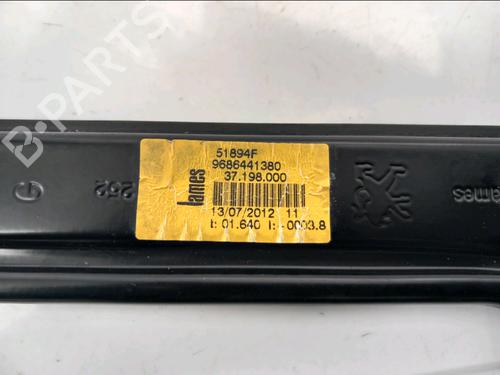 51894F
9686441380
37.198.000
lames
13/07/2012 11
I: 01.640 I: -0003.8
G 252
lames
B-PARTS